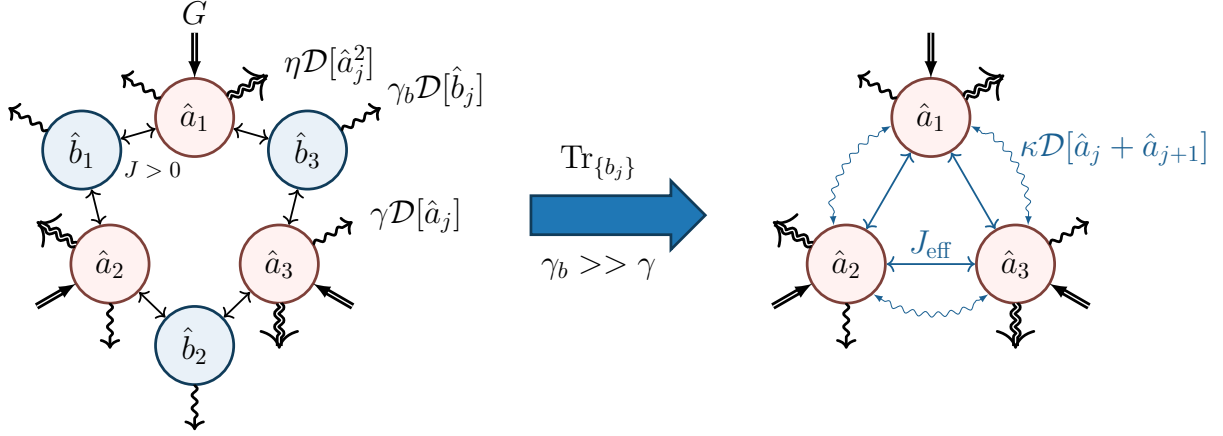 G
η𝒟[â_j^2]
γ_b𝒟[b̂_j]
â_1
b̂_1
b̂_3
J > 0
γ𝒟[â_j]
â_2
â_3
b̂_2
Tr_{b_j}
γ_b >> γ
â_1
κ𝒟[â_j + â_{j+1}]
J_eff
â_2
â_3